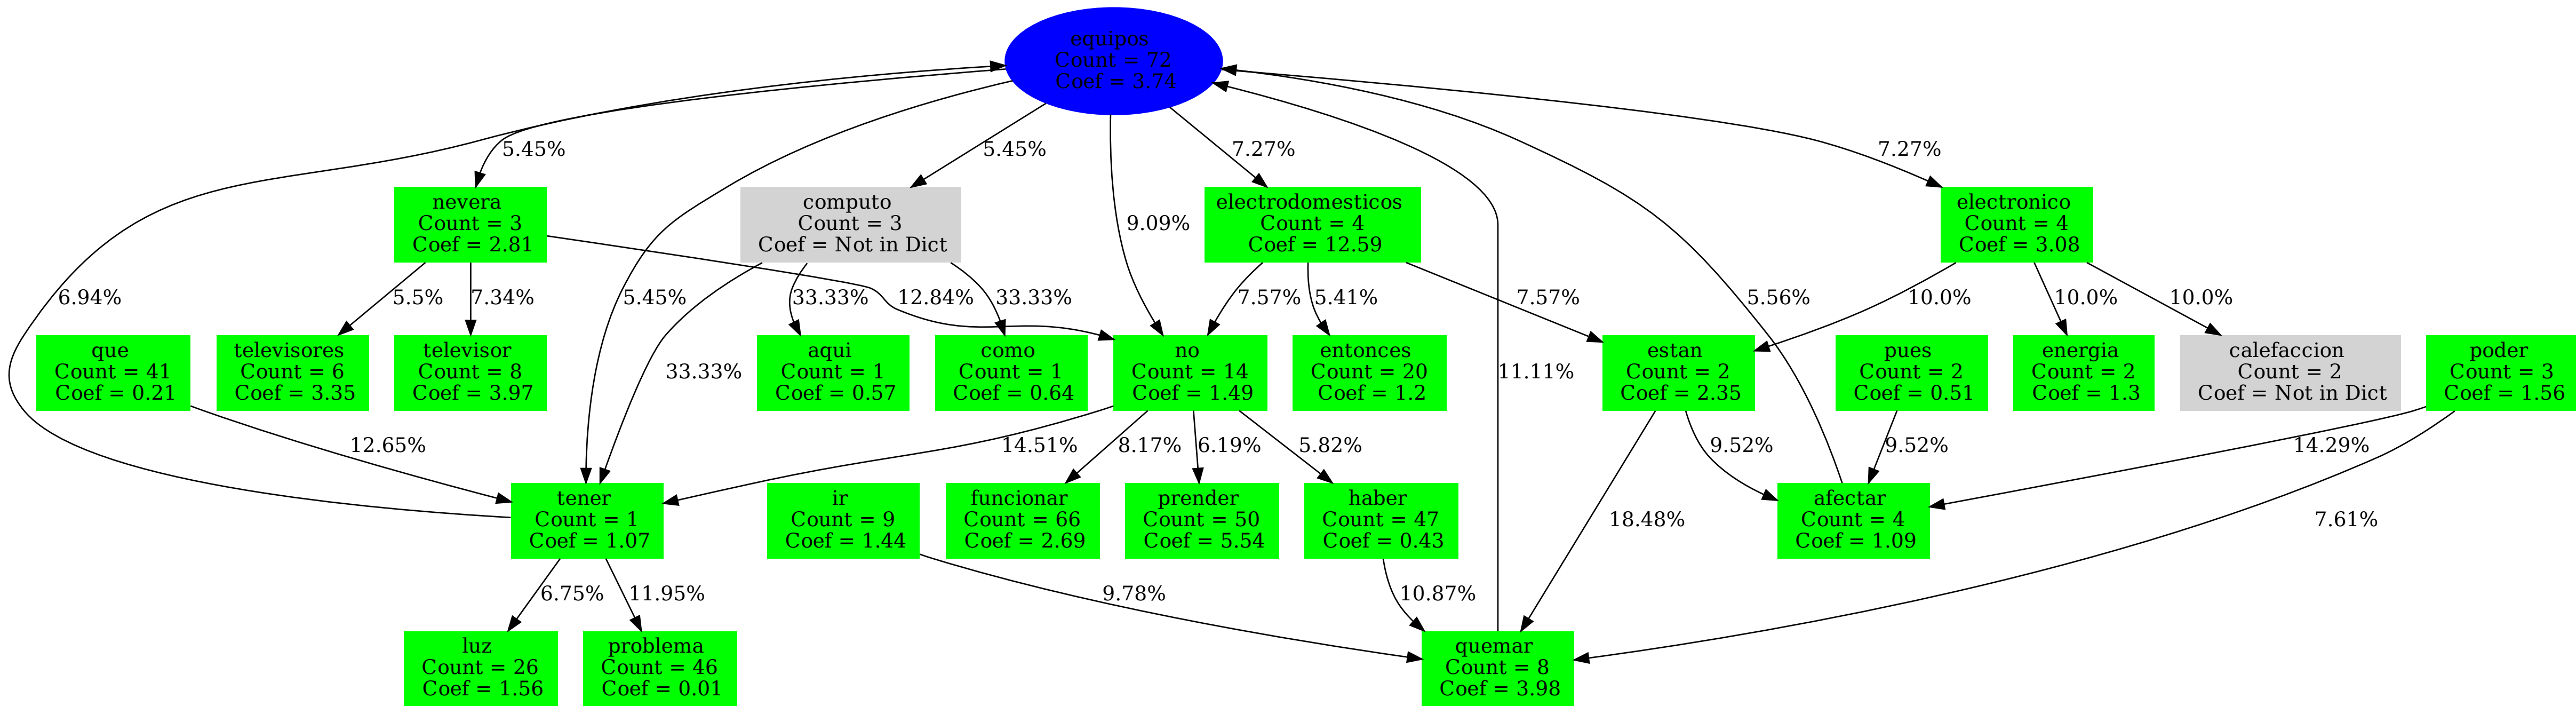 equipos
Count = 72
Coef = 3.74
5.45%
5.45%
7.27%
7.27%
nevera
Count = 3
Coef = 2.81
computo
Count = 3
Coef = Not in Dict
9.09%
electrodomesticos
Count = 4
Coef = 12.59
electronico
Count = 4
Coef = 3.08
6.94%
5.5%
7.34%
5.45%
33.33%
12.84%
33.33%
7.57%
5.41%
7.57%
5.56%
10.0%
10.0%
10.0%
que
Count = 41
Coef = 0.21
televisores
Count = 6
Coef = 3.35
televisor
Count = 8
Coef = 3.97
33.33%
aqui
Count = 1
Coef = 0.57
como
Count = 1
Coef = 0.64
no
Count = 14
Coef = 1.49
entonces
Count = 20
Coef = 1.2
11.11%
estan
Count = 2
Coef = 2.35
pues
Count = 2
Coef = 0.51
energia
Count = 2
Coef = 1.3
calefaccion
Count = 2
Coef = Not in Dict
poder
Count = 3
Coef = 1.56
12.65%
14.51%
8.17%
6.19%
5.82%
9.52%
9.52%
14.29%
tener
Count = 1
Coef = 1.07
ir
Count = 9
Coef = 1.44
funcionar
Count = 66
Coef = 2.69
prender
Count = 50
Coef = 5.54
haber
Count = 47
Coef = 0.43
18.48%
afectar
Count = 4
Coef = 1.09
7.61%
6.75%
11.95%
9.78%
10.87%
luz
Count = 26
Coef = 1.56
problema
Count = 46
Coef = 0.01
quemar
Count = 8
Coef = 3.98